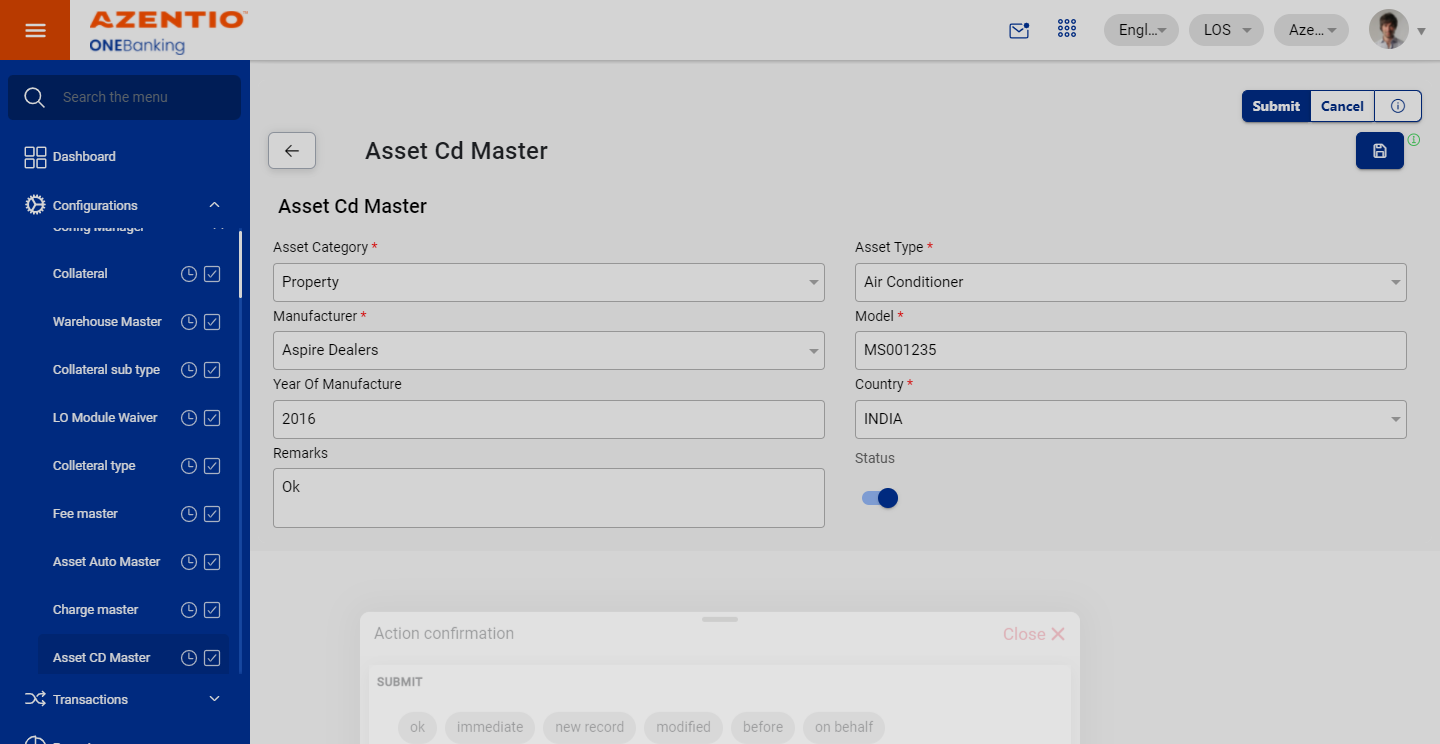 AZENTIO
ONEBanking
Engl...
LOS
Aze...
Search the menu
Dashboard
Configurations
Config Manager
Collateral
Warehouse Master
Collateral sub type
LO Module Waiver
Colleteral type
Fee master
Asset Auto Master
Charge master
Asset CD Master
Transactions
Submit
Cancel
Asset Cd Master
Asset Cd Master
Asset Category *
Property
Asset Type *
Air Conditioner
Manufacturer *
Aspire Dealers
Model *
MS001235
Year Of Manufacture
2016
Country *
INDIA
Remarks
Ok
Status
Action confirmation
Close
SUBMIT
ok
immediate
new record
modified
before
on behalf